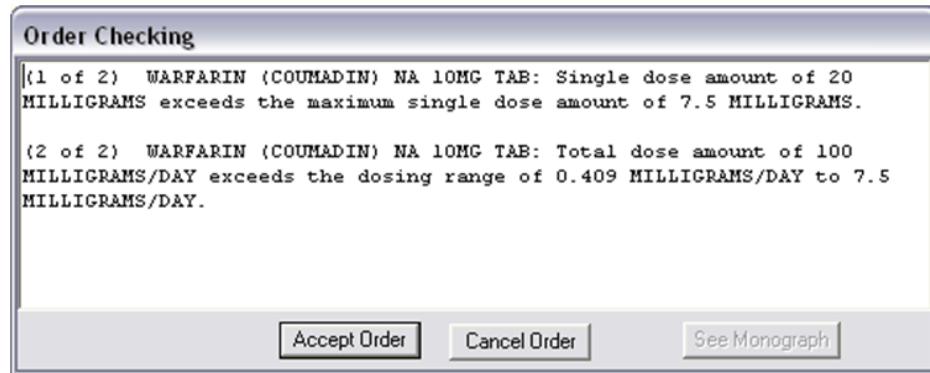 Order Checking
(1 of 2)  WARFARIN (COUMADIN) NA 10MG TAB: Single dose amount of 20
MILLIGRAMS exceeds the maximum single dose amount of 7.5 MILLIGRAMS.
(2 of 2)  WARFARIN (COUMADIN) NA 10MG TAB: Total dose amount of 100
MILLIGRAMS/DAY exceeds the dosing range of 0.409 MILLIGRAMS/DAY to 7.5
MILLIGRAMS/DAY.
Accept Order Cancel Order See Monograph